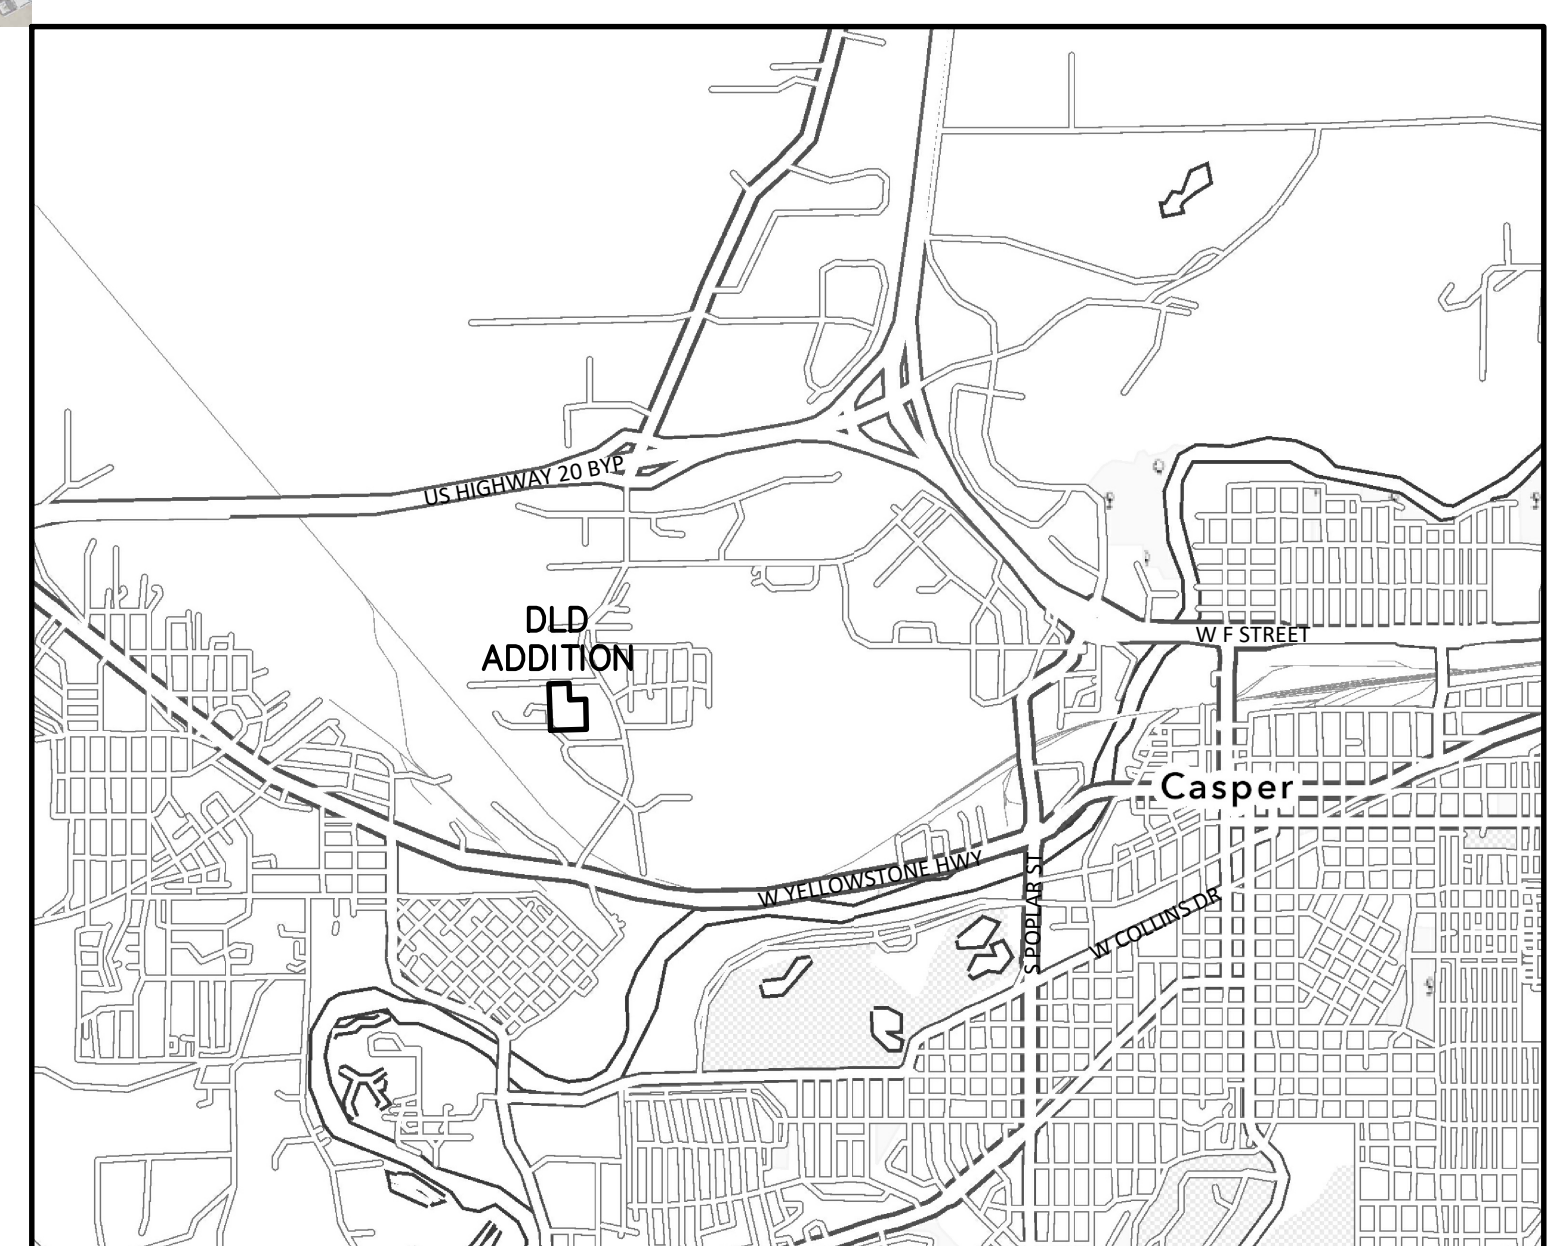 US HIGHWAY 20 BYP
DLD
ADDITION
W F STREET
Casper
W YELLOWSTONE HWY
S POPLAR ST
W COLLINS DR